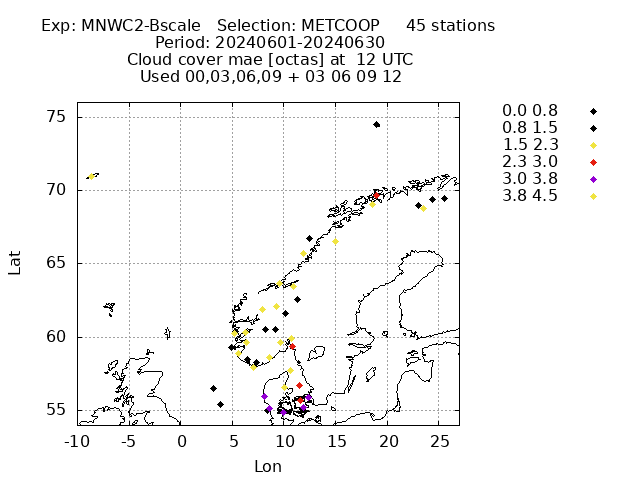 Exp: MNWC2-Bscale   Selection: METCOOP     45 stations
Period: 20240601-20240630
Cloud cover mae [octas] at  12 UTC
Used 00,03,06,09 + 03 06 09 12
0.0 0.8
0.8 1.5
1.5 2.3
2.3 3.0
3.0 3.8
3.8 4.5
75
70
65
60
55
Lat
-10 -5 0 5 10 15 20 25
Lon